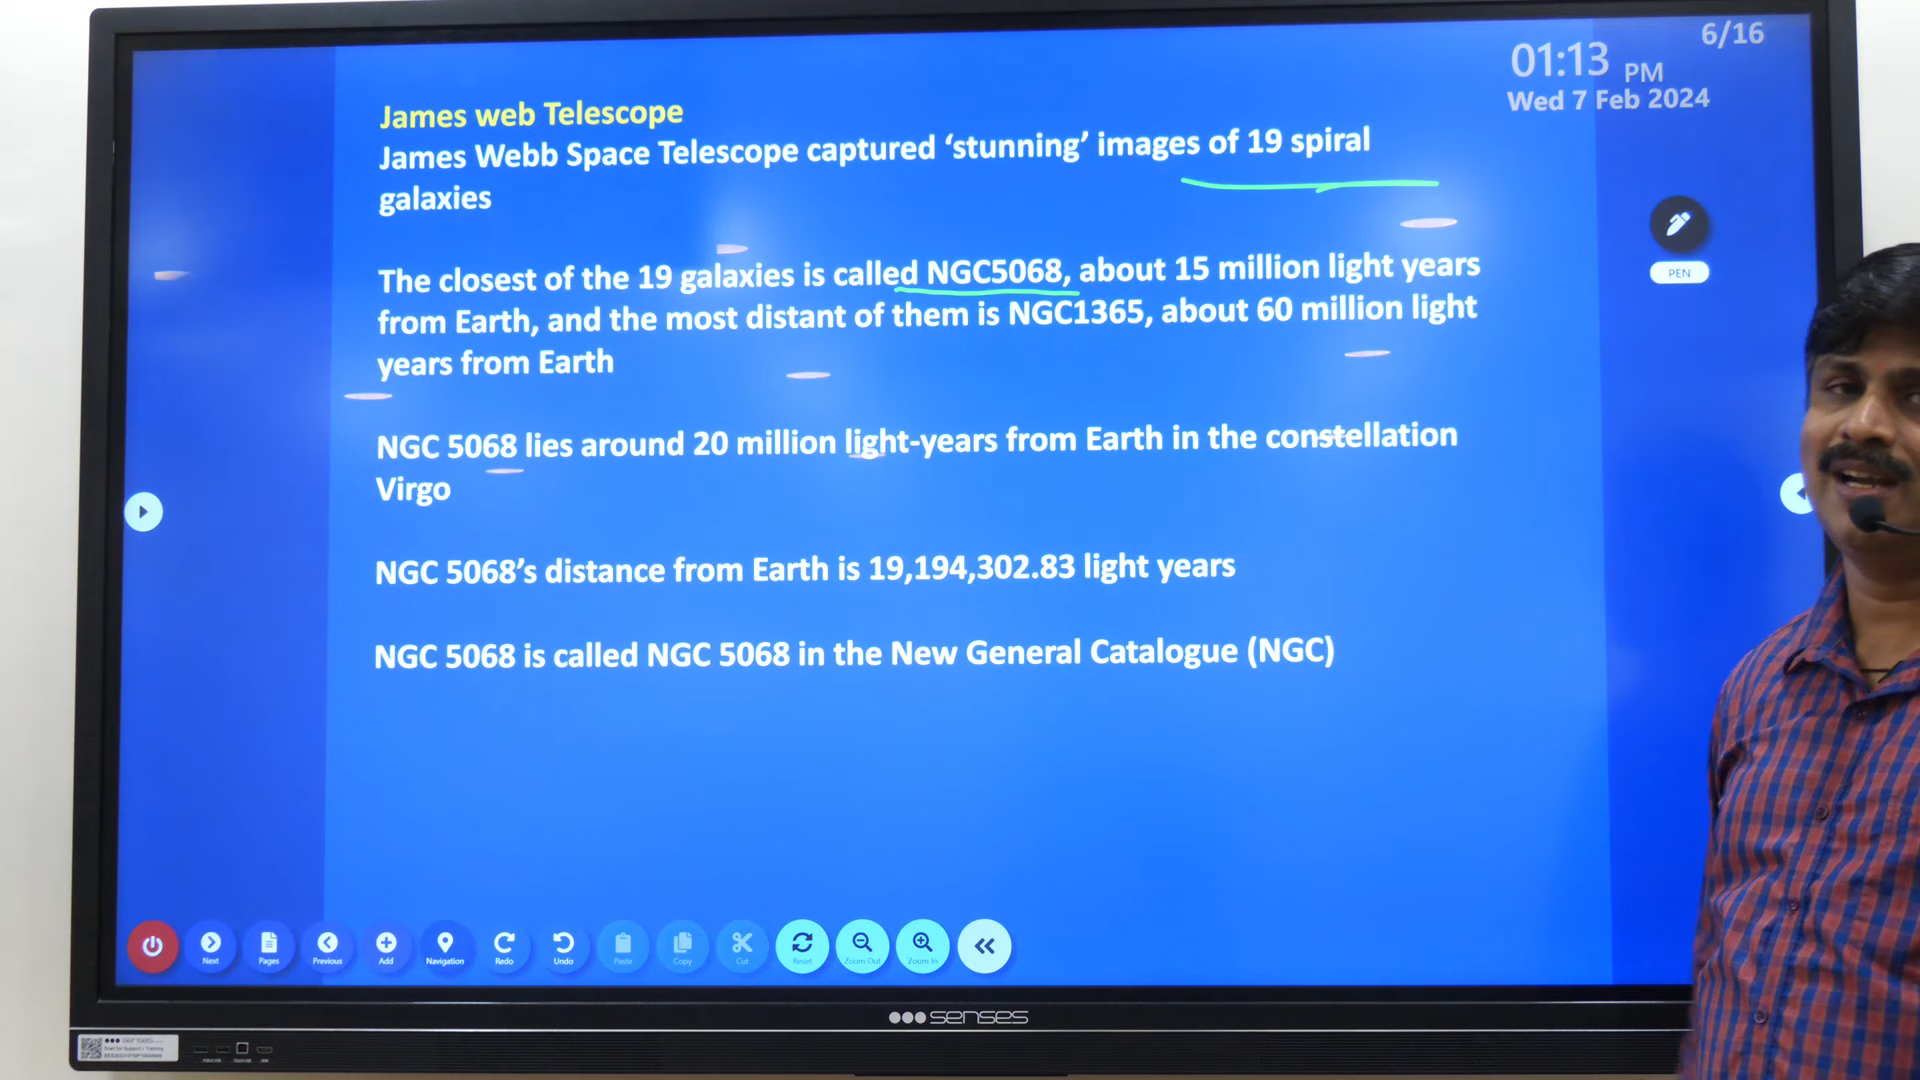 6/16
01:13 PM
Wed 7 Feb 2024
James web Telescope
James Webb Space Telescope captured ‘stunning’ images of 19 spiral
galaxies
The closest of the 19 galaxies is called NGC5068, about 15 million light years
from Earth, and the most distant of them is NGC1365, about 60 million light
years from Earth
NGC 5068 lies around 20 million light-years from Earth in the constellation
Virgo
NGC 5068’s distance from Earth is 19,194,302.83 light years
NGC 5068 is called NGC 5068 in the New General Catalogue (NGC)
PEN
Next Pages Previous Add Navigation Redo Undo Paste Copy Cut Reset Zoom Out Zoom In
senses